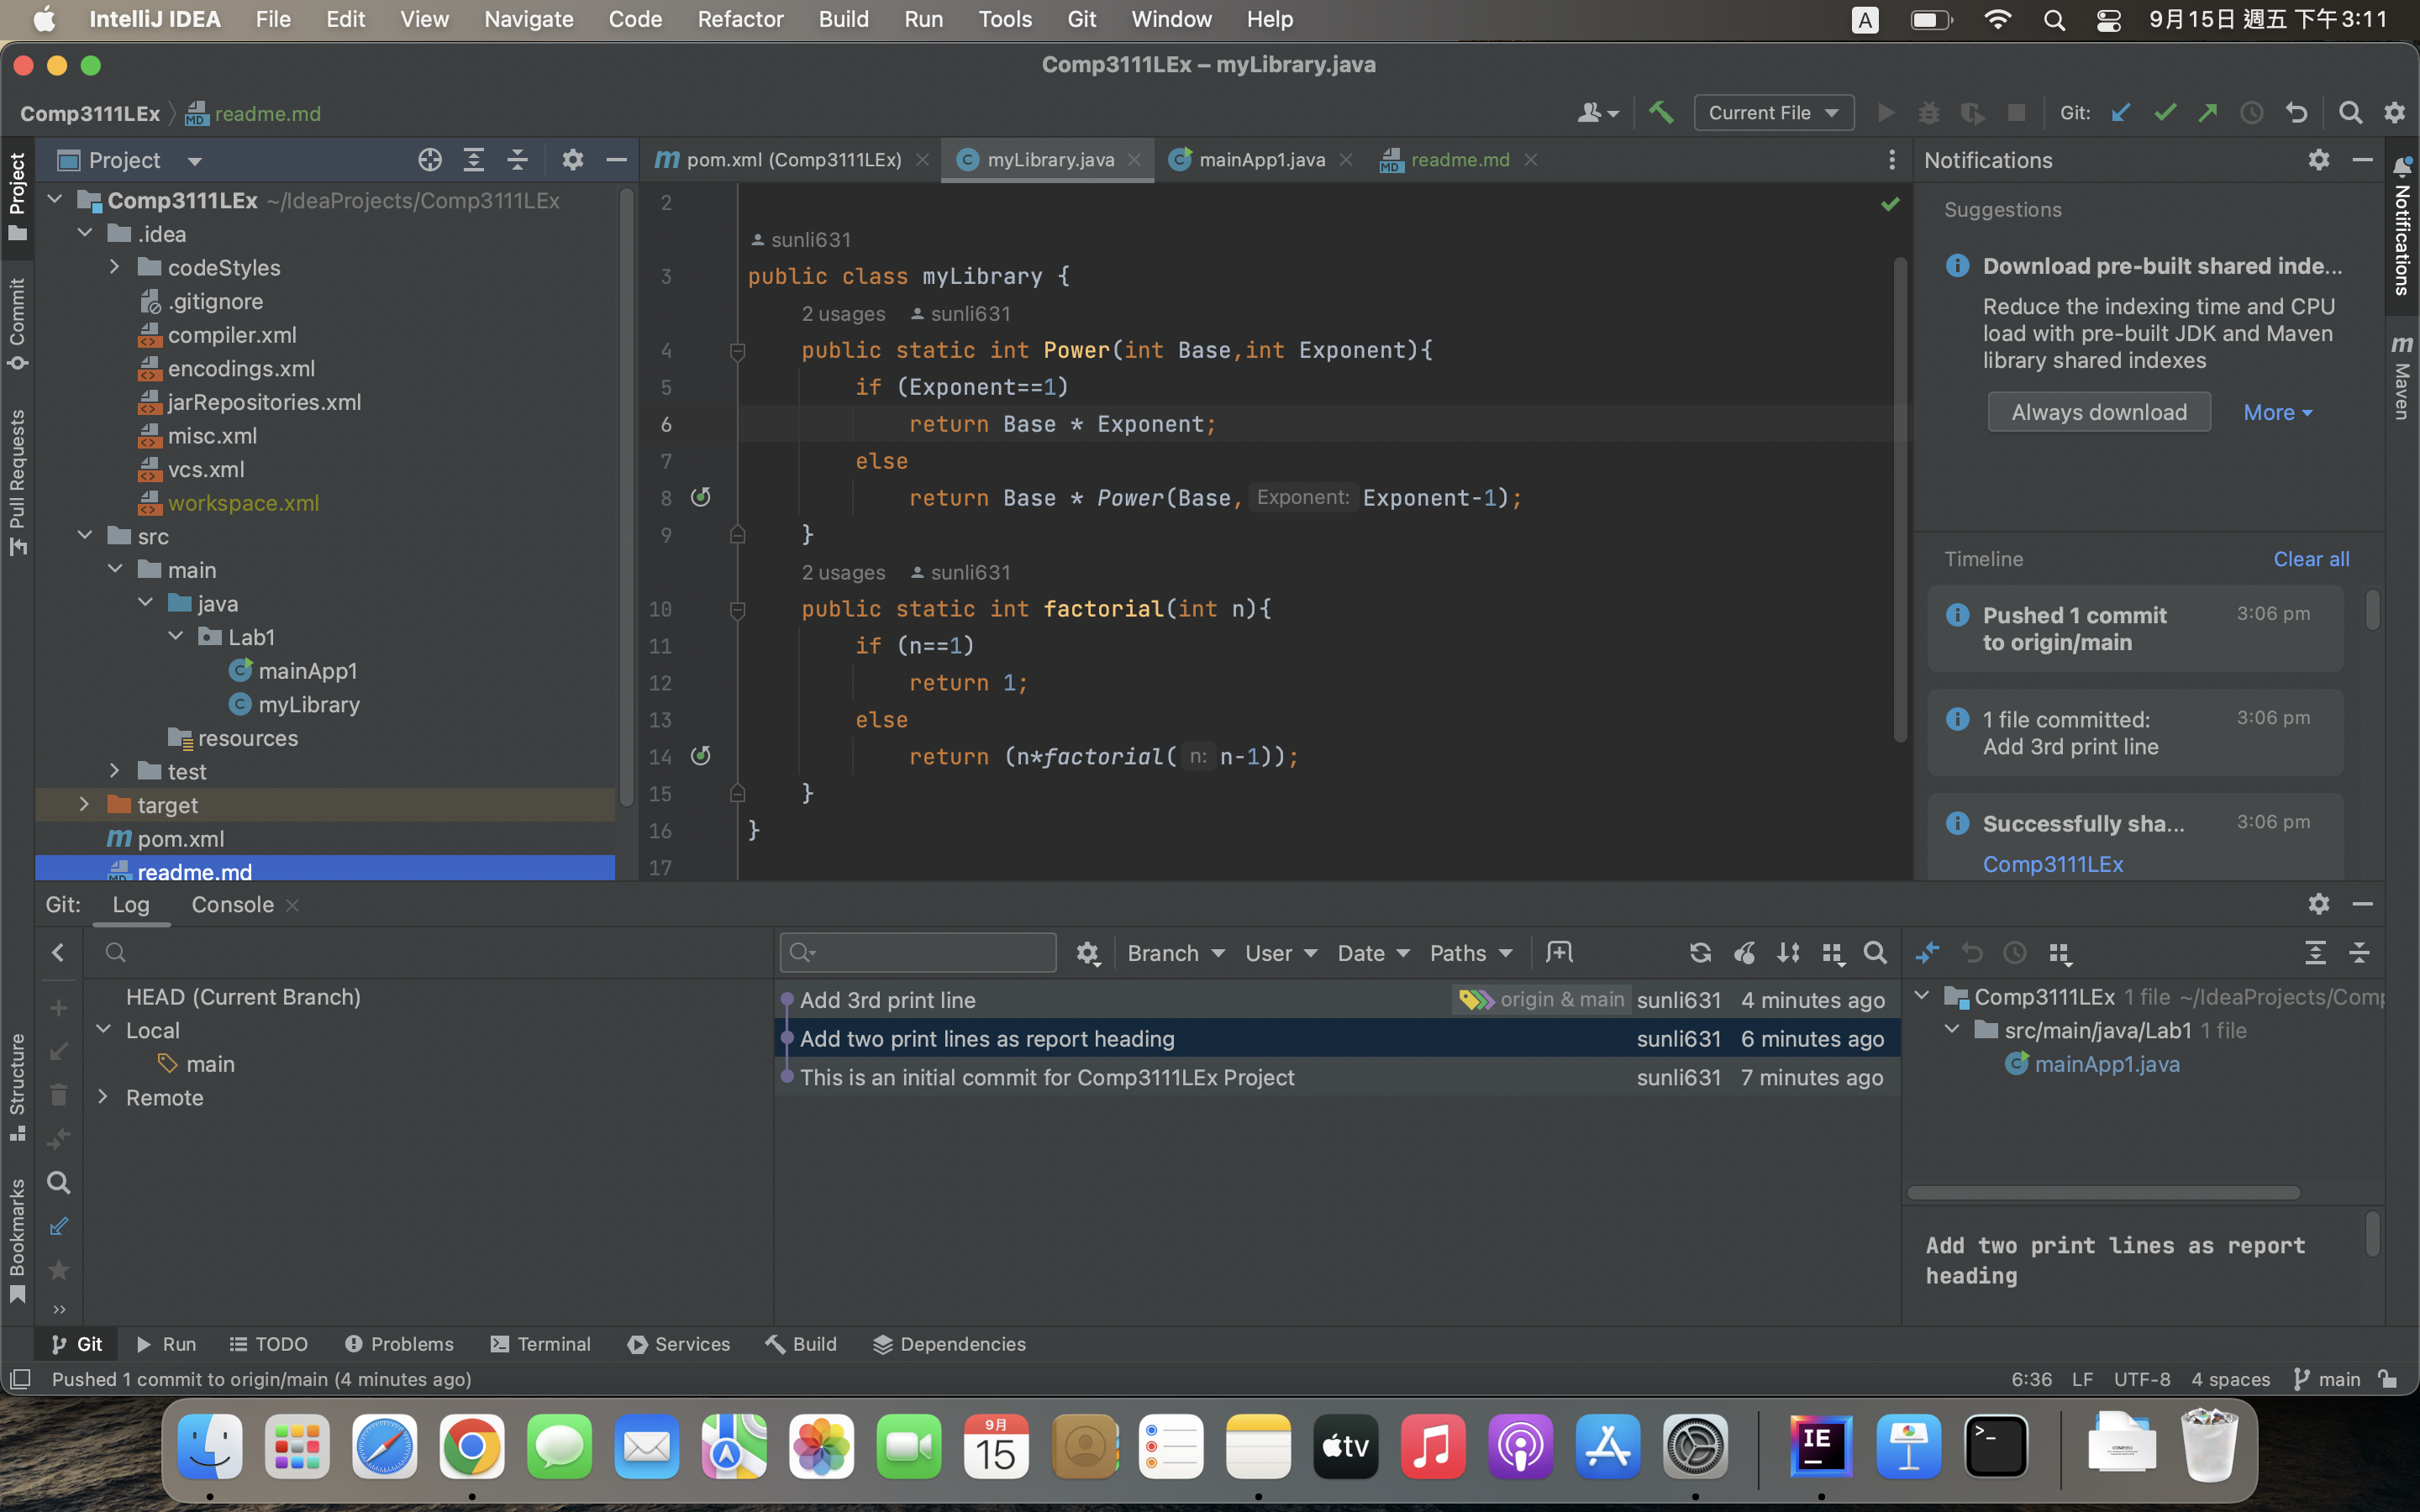 IntelliJ IDEA File Edit View Navigate Code Refactor Build Run Tools Git Window Help A 9月15日 週五 下午3:11
Comp3111LEx – myLibrary.java
Comp3111LEx readme.md Current File Git:
Project
pom.xml (Comp3111LEx) myLibrary.java mainApp1.java readme.md
Notifications
Project
Commit
Pull Requests
Structure
Bookmarks
Comp3111LEx ~/IdeaProjects/Comp3111LEx
.idea
codeStyles
.gitignore
compiler.xml
encodings.xml
jarRepositories.xml
misc.xml
vcs.xml
workspace.xml
src
main
java
Lab1
mainApp1
myLibrary
resources
test
target
pom.xml
readme.md
2
sunli631
3 public class myLibrary {
2 usages sunli631
4 public static int Power(int Base,int Exponent){
5 if (Exponent==1)
6 return Base * Exponent;
7 else
8 return Base * Power(Base, Exponent: Exponent-1);
9 }
2 usages sunli631
10 public static int factorial(int n){
11 if (n==1)
12 return 1;
13 else
14 return (n*factorial( n: n-1));
15 }
16 }
17
Suggestions
Download pre-built shared inde...
Reduce the indexing time and CPU
load with pre-built JDK and Maven
library shared indexes
Always download More
Timeline Clear all
Pushed 1 commit 3:06 pm
to origin/main
1 file committed: 3:06 pm
Add 3rd print line
Successfully sha... 3:06 pm
Comp3111LEx
Notifications
Maven
Git: Log Console
HEAD (Current Branch)
Local
main
Remote
Branch User Date Paths
Add 3rd print line origin & main sunli631 4 minutes ago
Add two print lines as report heading sunli631 6 minutes ago
This is an initial commit for Comp3111LEx Project sunli631 7 minutes ago
Comp3111LEx 1 file ~/IdeaProjects/Comp
src/main/java/Lab1 1 file
mainApp1.java
Add two print lines as report
heading
Git Run TODO Problems Terminal Services Build Dependencies
Pushed 1 commit to origin/main (4 minutes ago) 6:36 LF UTF-8 4 spaces main
9月
15
tv
IE